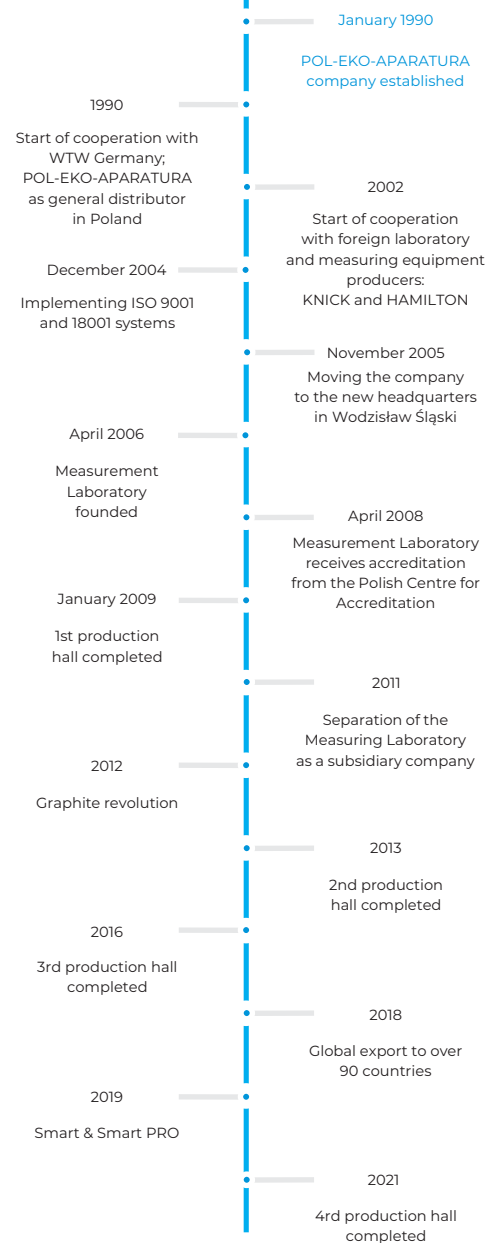 January 1990
POL-EKO-APARATURA
company established
1990
Start of cooperation with
WTW Germany;
POL-EKO-APARATURA
as general distributor
in Poland
2002
Start of cooperation
with foreign laboratory
and measuring equipment
producers:
KNICK and HAMILTON
December 2004
Implementing ISO 9001
and 18001 systems
November 2005
Moving the company
to the new headquarters
in Wodzisław Śląski
April 2006
Measurement
Laboratory
founded
April 2008
Measurement Laboratory
receives accreditation
from the Polish Centre for
Accreditation
January 2009
1st production
hall completed
2011
Separation of the
Measuring Laboratory
as a subsidiary company
2012
Graphite revolution
2013
2nd production
hall completed
2016
3rd production hall
completed
2018
Global export to over
90 countries
2019
Smart & Smart PRO
2021
4rd production hall
completed